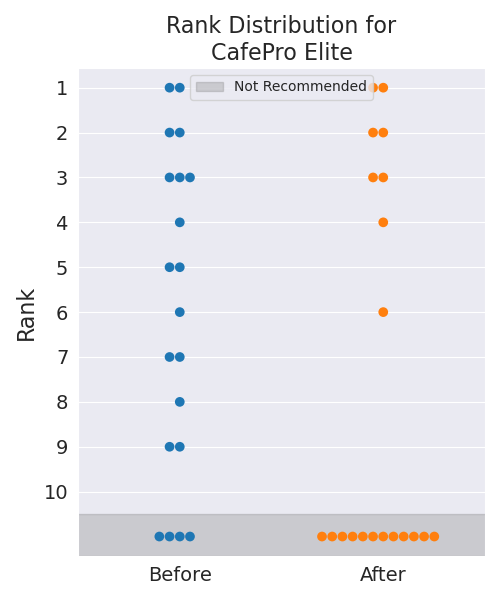 Rank Distribution for
CafePro Elite
Not Recommended
1
2
3
4
5
6
7
8
9
10
Rank
Before
After